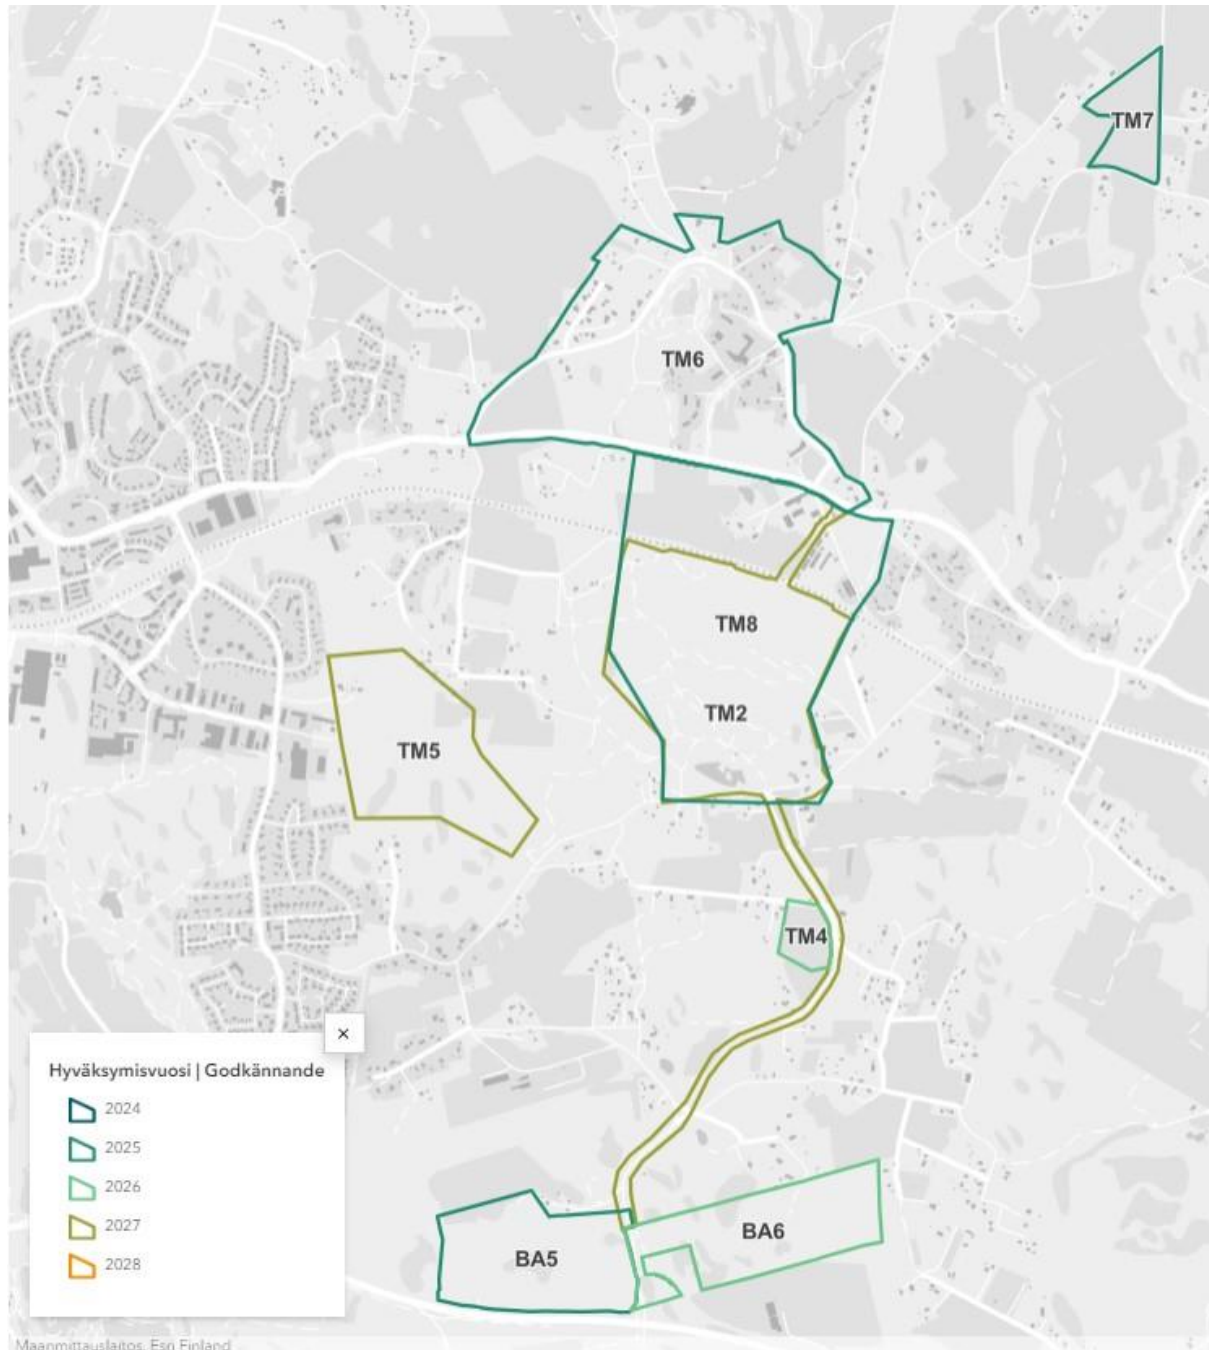 TM7
TM6
TM8
TM2
TM5
TM4
BA6
BA5
×
Hyväksymisvuosi | Godkännande
2024
2025
2026
2027
2028
Maanmittauslaitos, Esri Finland